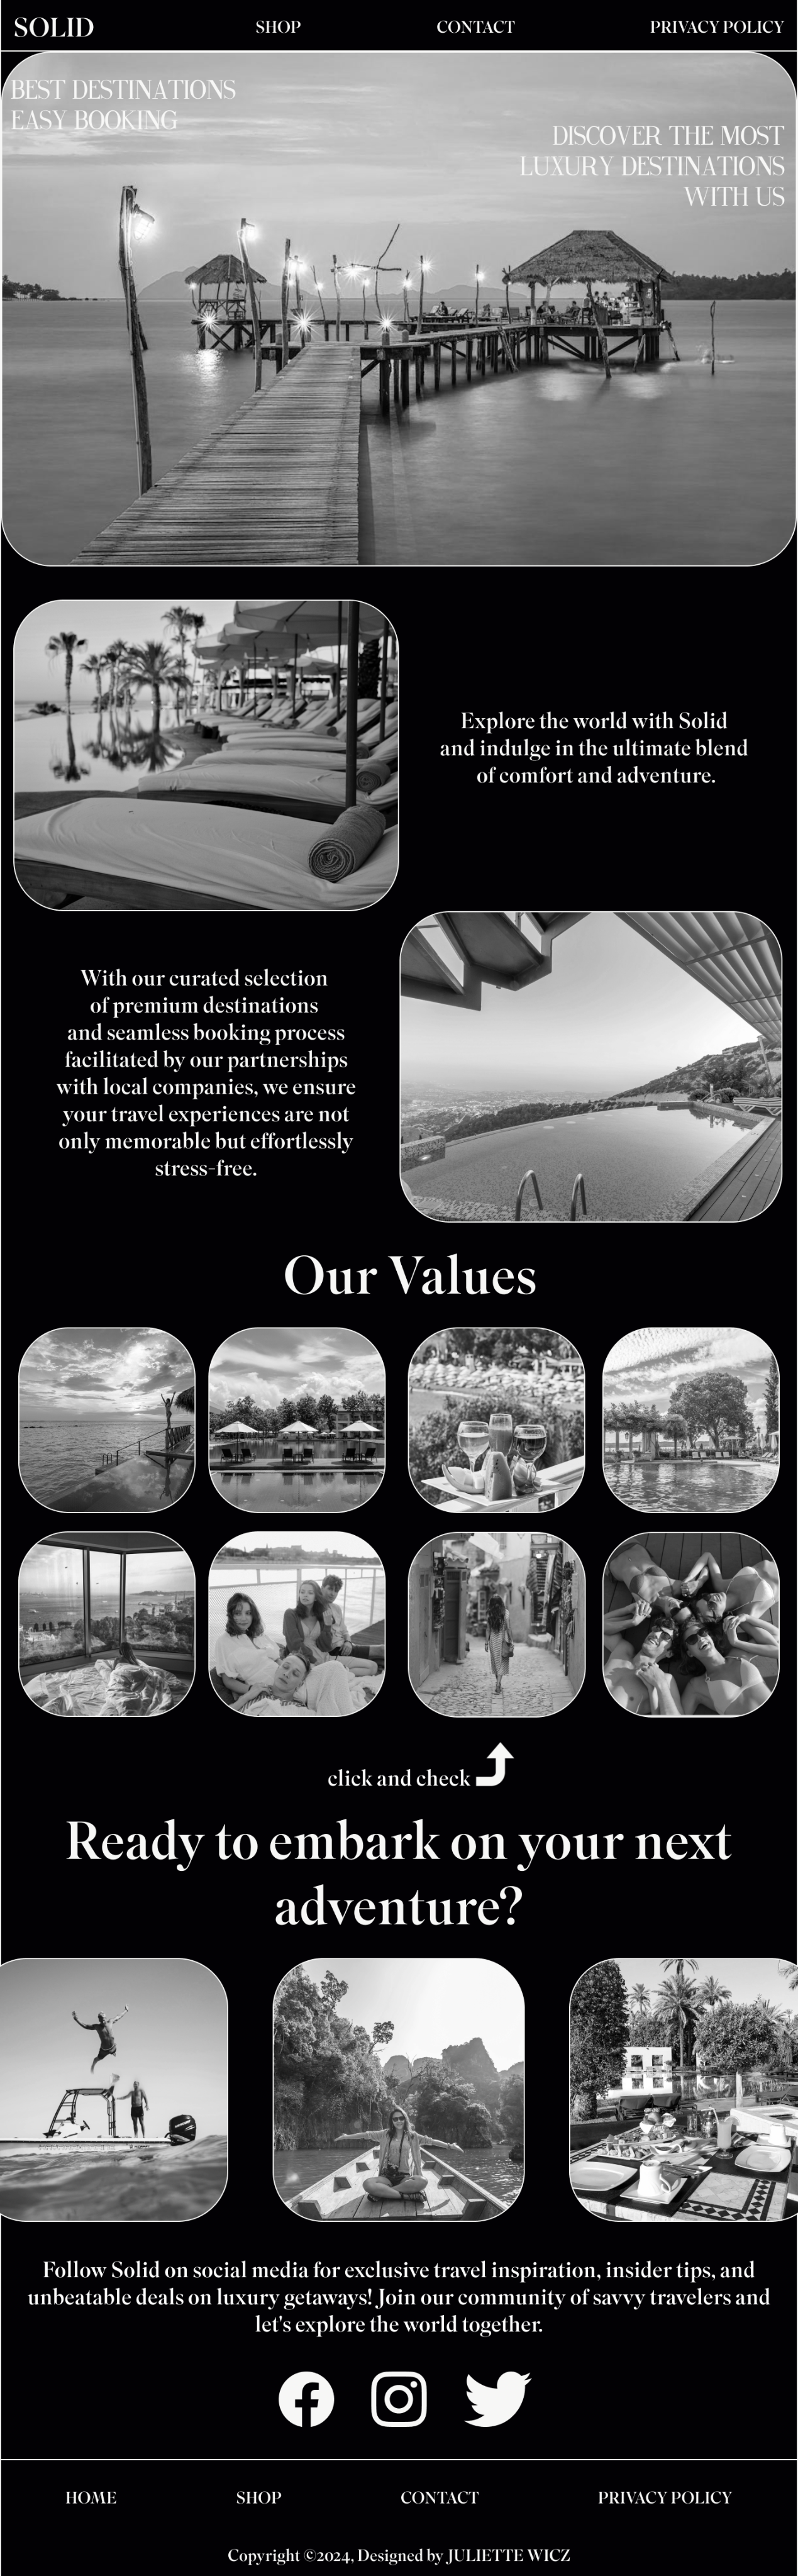 SOLID
SHOP
CONTACT
PRIVACY POLICY
BEST DESTINATIONS
EASY BOOKING
DISCOVER THE MOST
LUXURY DESTINATIONS
WITH US
Explore the world with Solid
and indulge in the ultimate blend
of comfort and adventure.
With our curated selection
of premium destinations
and seamless booking process
facilitated by our partnerships
with local companies, we ensure
your travel experiences are not
only memorable but effortlessly
stress-free.
Our Values
click and check
Ready to embark on your next
adventure?
Follow Solid on social media for exclusive travel inspiration, insider tips, and
unbeatable deals on luxury getaways! Join our community of savvy travelers and
let's explore the world together.
HOME
SHOP
CONTACT
PRIVACY POLICY
Copyright ©2024, Designed by JULIETTE WICZ